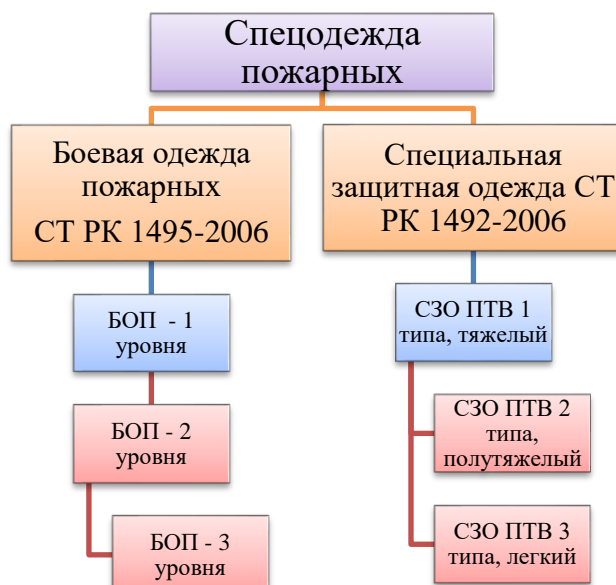 Спецодежда
пожарных
Боевая одежда
пожарных
СТ РК 1495-2006
Специальная
защитная одежда СТ
РК 1492-2006
БОП - 1
уровня
СЗО ПТВ 1
типа, тяжелый
БОП - 2
уровня
СЗО ПТВ 2
типа,
полутяжелый
БОП - 3
уровня
СЗО ПТВ 3
типа, легкий